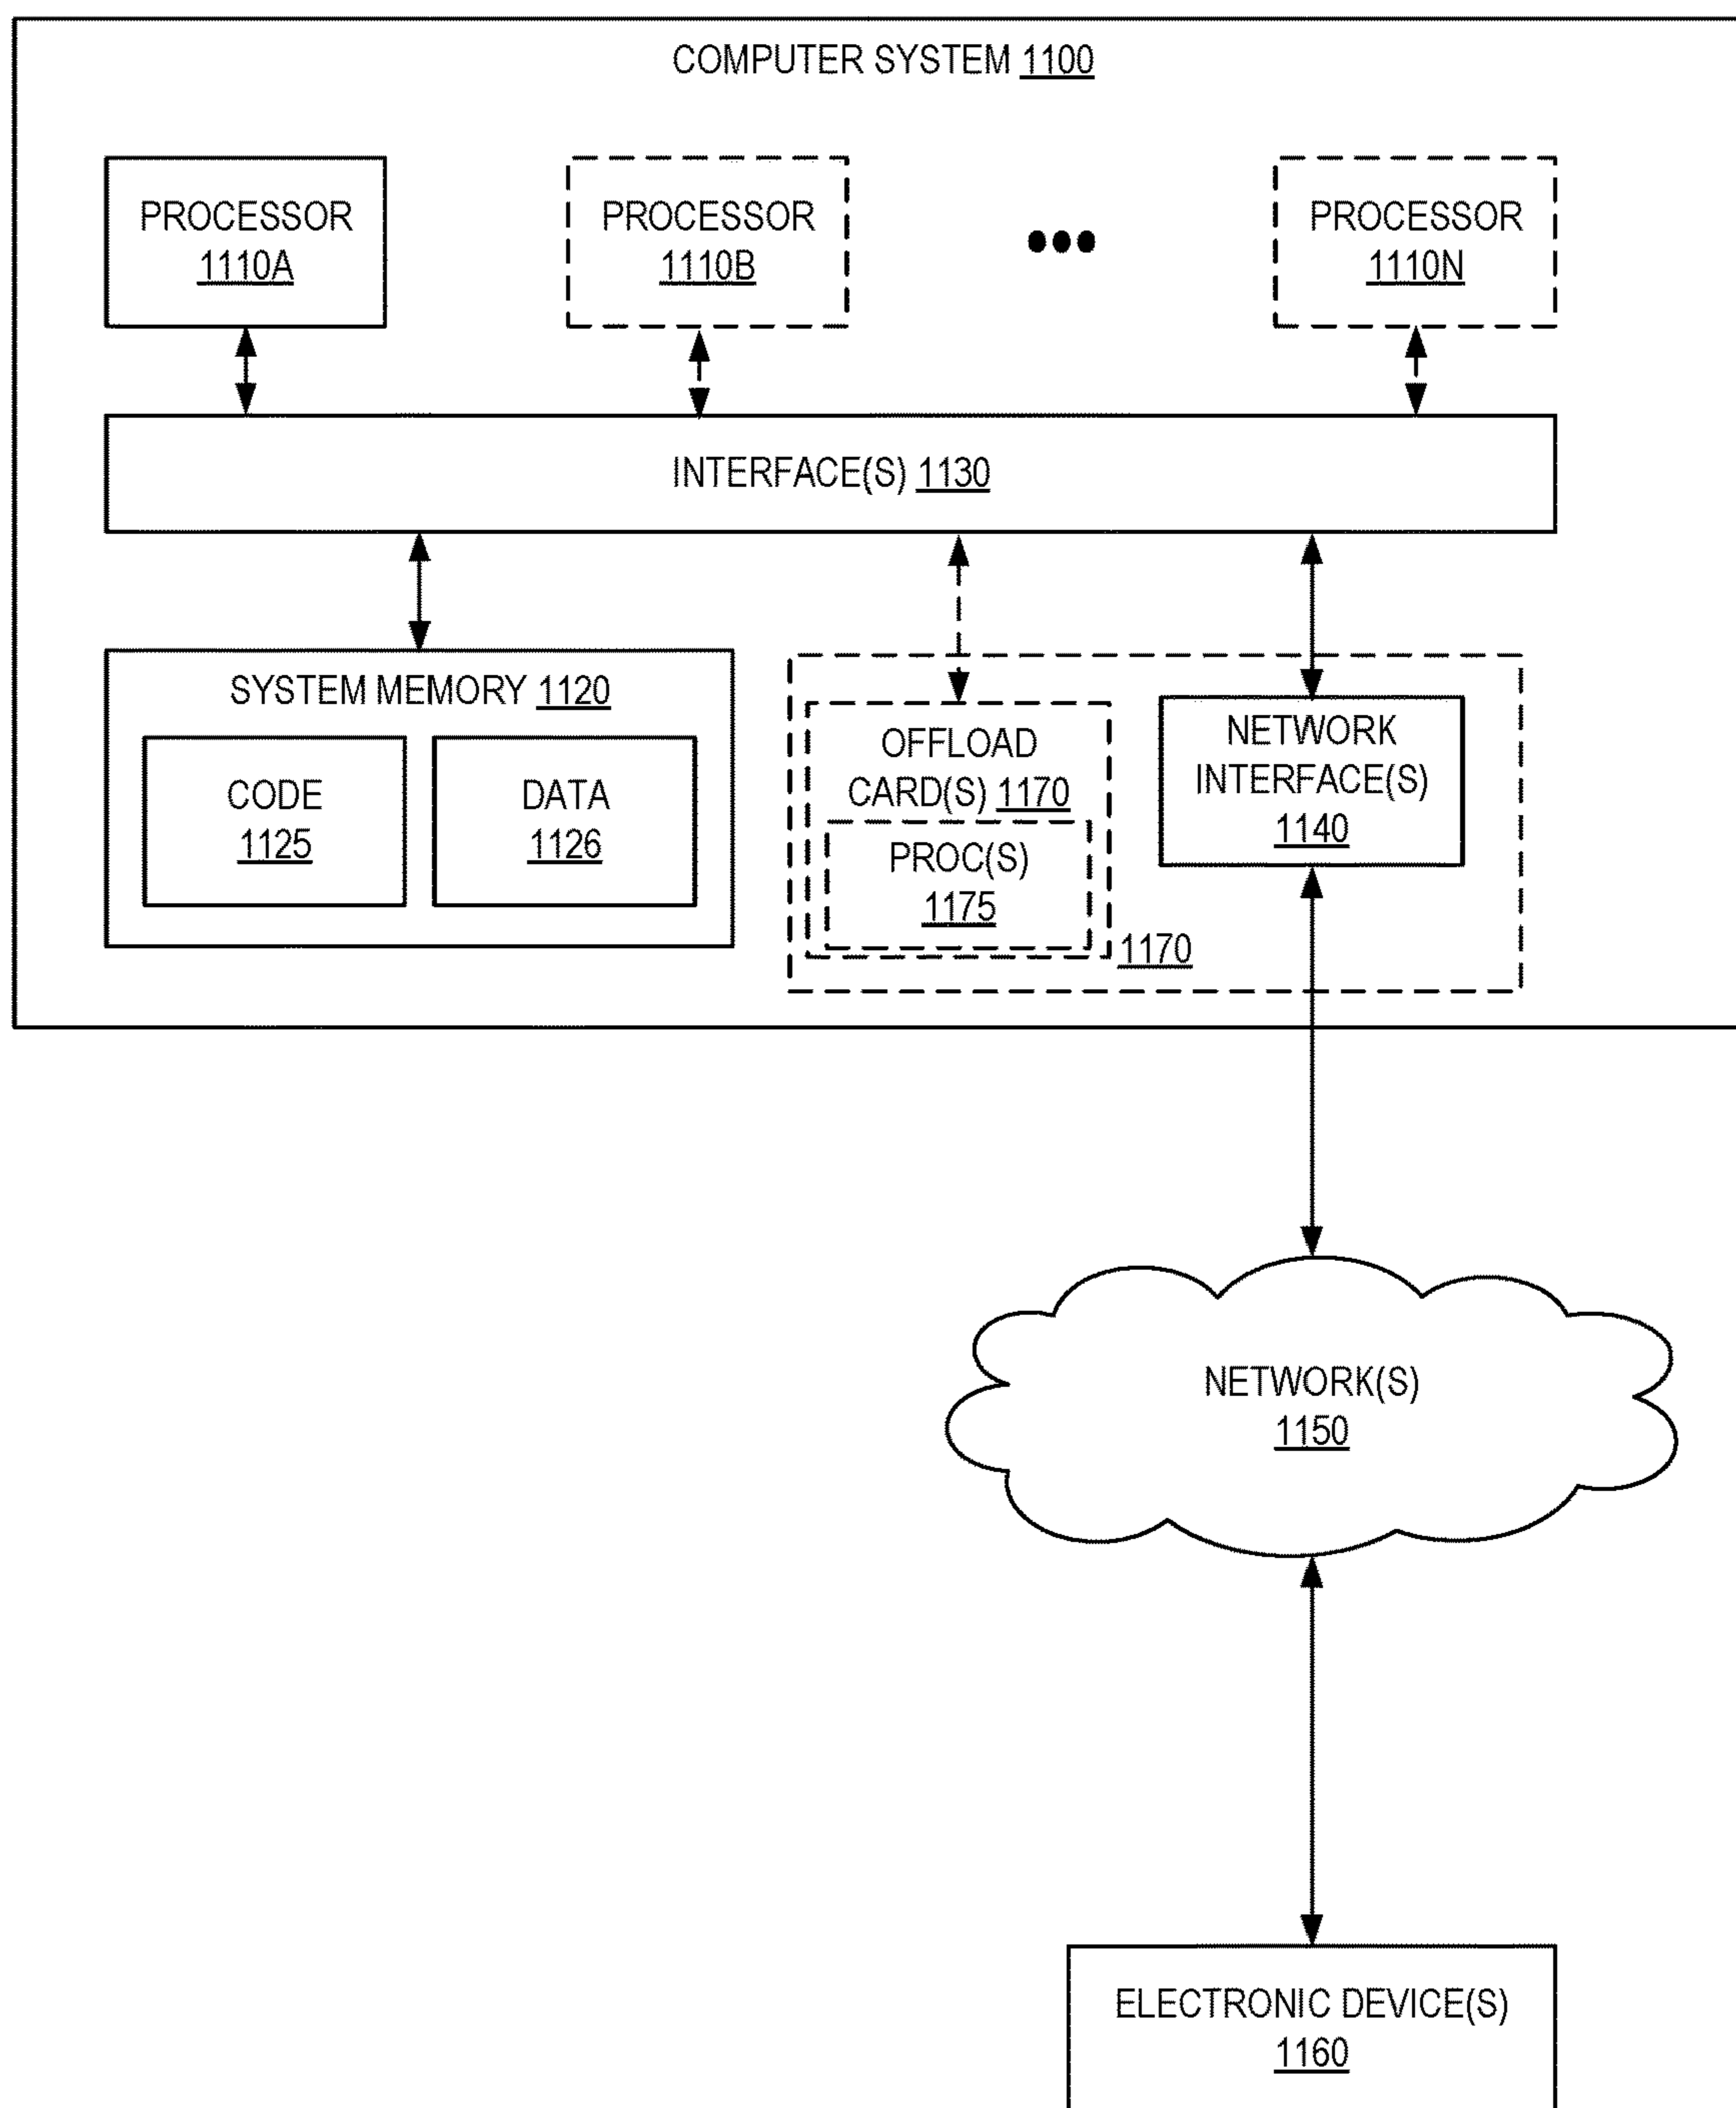 COMPUTER SYSTEM 1100
PROCESSOR
1110A
PROCESSOR
1110B
PROCESSOR
1110N
INTERFACE(S) 1130
SYSTEM MEMORY 1120
CODE
1125
DATA
1126
OFFLOAD
CARD(S) 1170
PROC(S)
1175
1170
NETWORK
INTERFACE(S)
1140
NETWORK(S)
1150
ELECTRONIC DEVICE(S)
1160